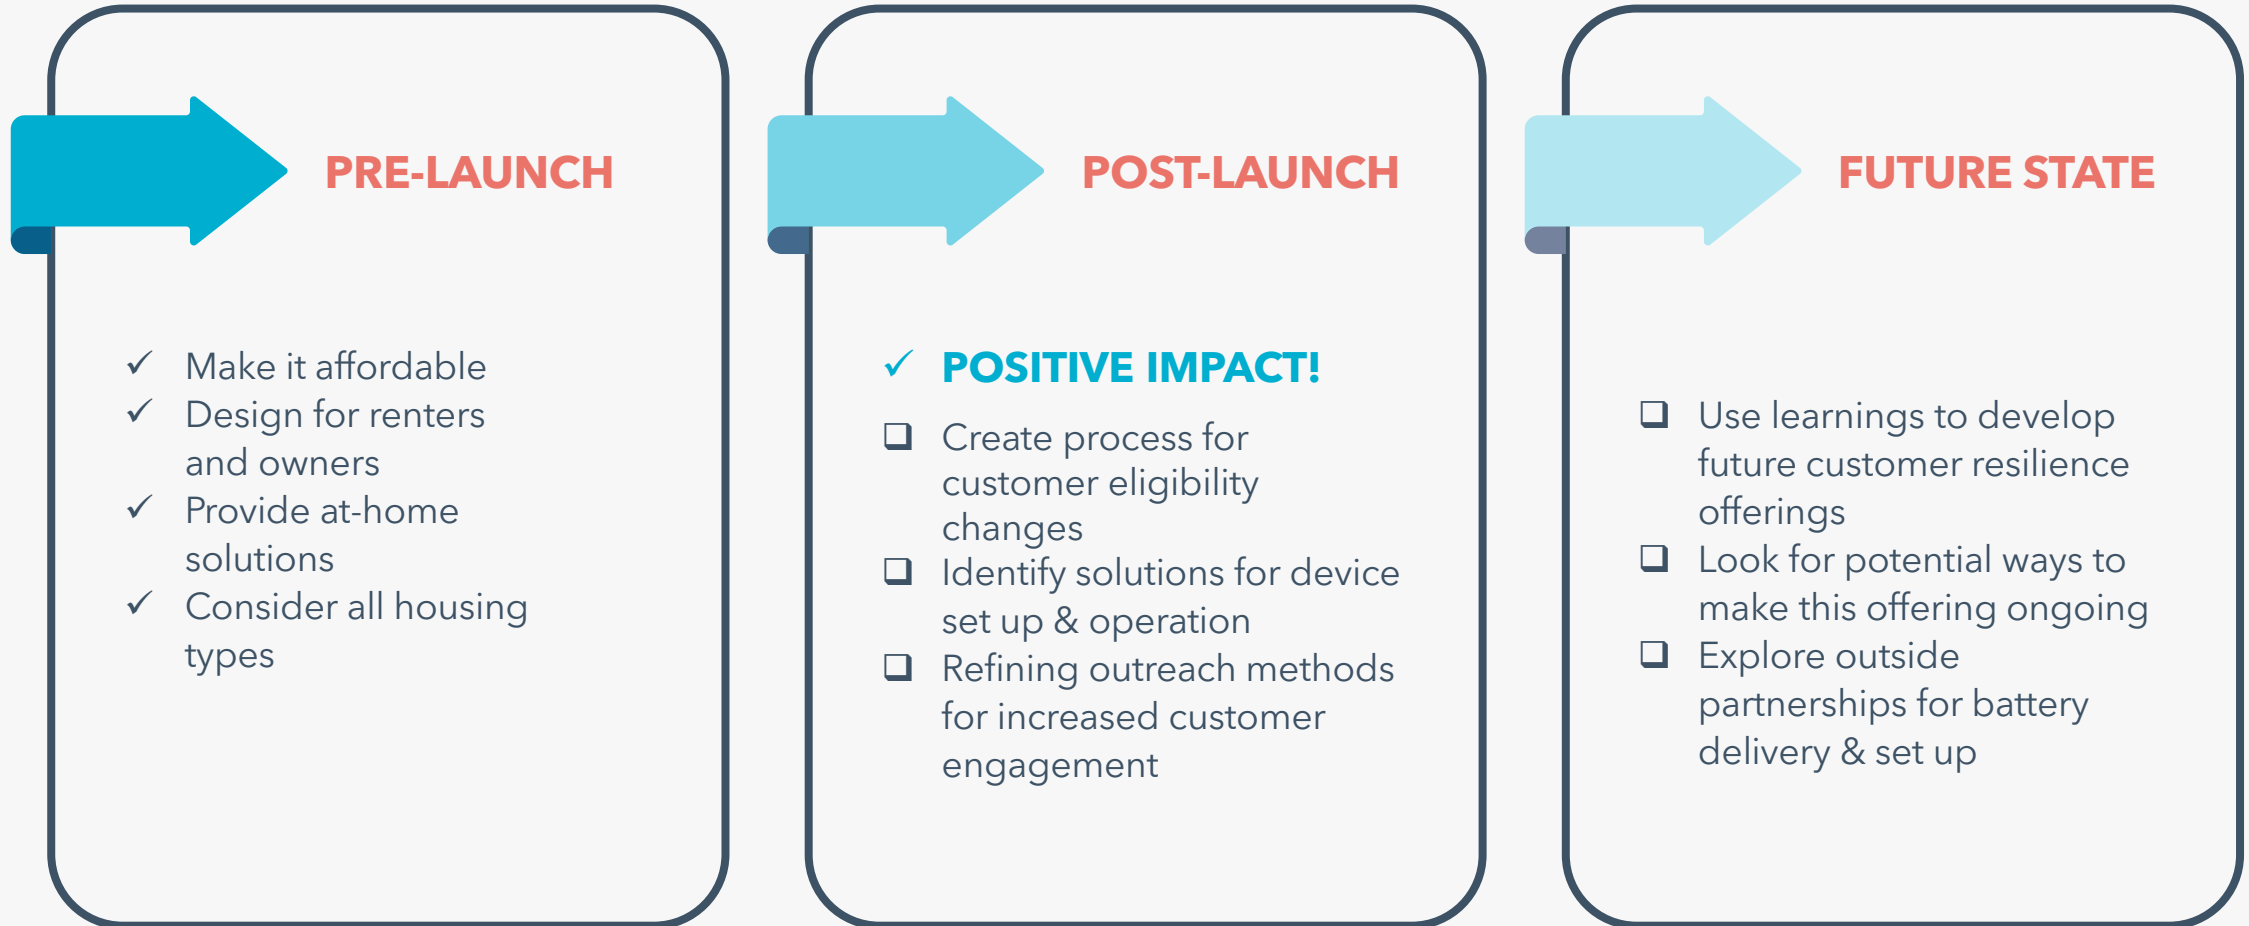 PRE-LAUNCH
✓ Make it affordable
✓ Design for renters
and owners
✓ Provide at-home
solutions
✓ Consider all housing
types
POST-LAUNCH
✓ POSITIVE IMPACT!
❑ Create process for
customer eligibility
changes
❑ Identify solutions for device
set up & operation
❑ Refining outreach methods
for increased customer
engagement
FUTURE STATE
❑ Use learnings to develop
future customer resilience
offerings
❑ Look for potential ways to
make this offering ongoing
❑ Explore outside
partnerships for battery
delivery & set up